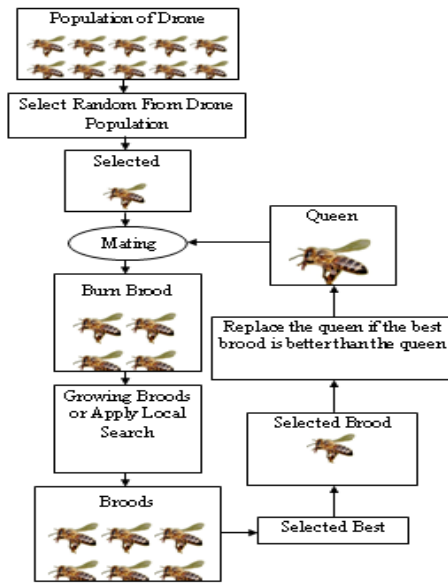 Population of Drone
Select Random From Drone
Population
Selected
Mating
Queen
Burn Brood
Replace the queen if the best
brood is better than the queen
Growing Broods
or Apply Local
Search
Selected Brood
Broods
Selected Best